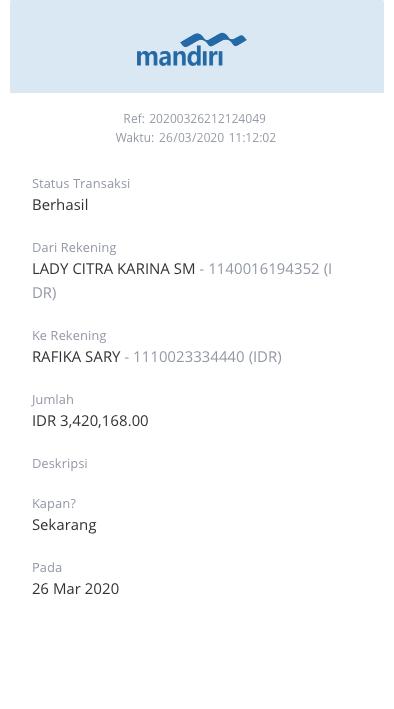 mandiri
Ref: 20200326212124049
Waktu: 26/03/2020 11:12:02
Status Transaksi
Berhasil
Dari Rekening
LADY CITRA KARINA SM - 1140016194352 (I
DR)
Ke Rekening
RAFIKA SARY - 1110023334440 (IDR)
Jumlah
IDR 3,420,168.00
Deskripsi
Kapan?
Sekarang
Pada
26 Mar 2020